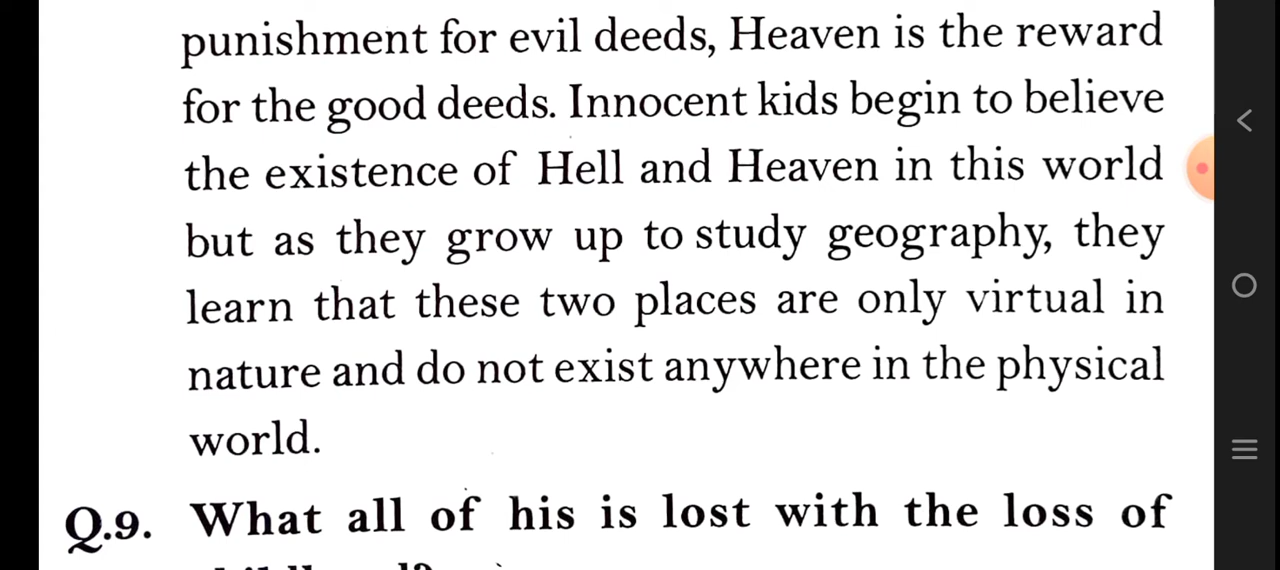 punishment for evil deeds, Heaven is the reward
for the good deeds. Innocent kids begin to believe
the existence of Hell and Heaven in this world
but as they grow up to study geography, they
learn that these two places are only virtual in
nature and do not exist anywhere in the physical
world.
Q.9. What all of his is lost with the loss of